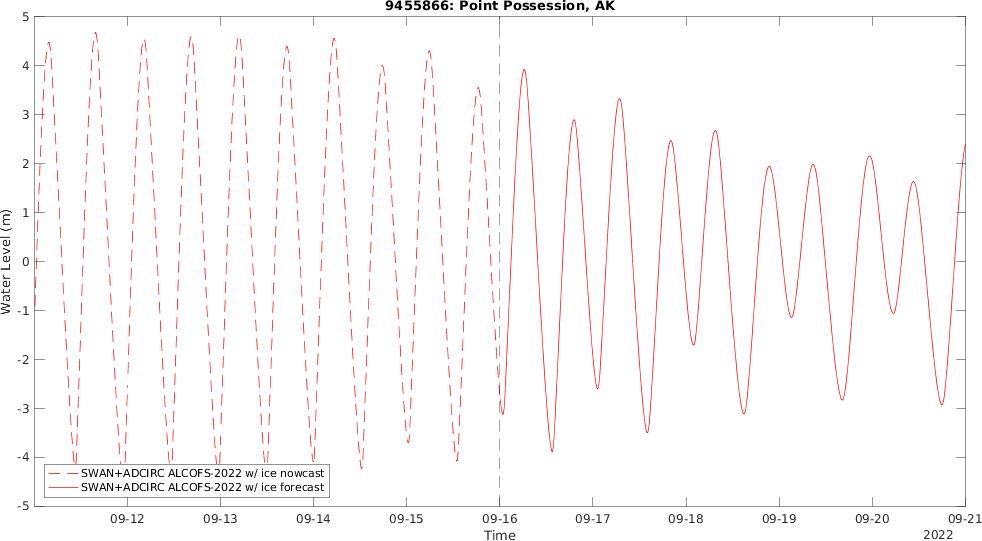 9455866: Point Possession, AK
5
4
3
2
1
0
-1
-2
-3
-4
-5
Water Level (m)
SWAN+ADCIRC ALCOFS-2022 w/ ice nowcast
SWAN+ADCIRC ALCOFS-2022 w/ ice forecast
09-12 09-13 09-14 09-15 09-16 09-17 09-18 09-19 09-20 09-21
Time
2022